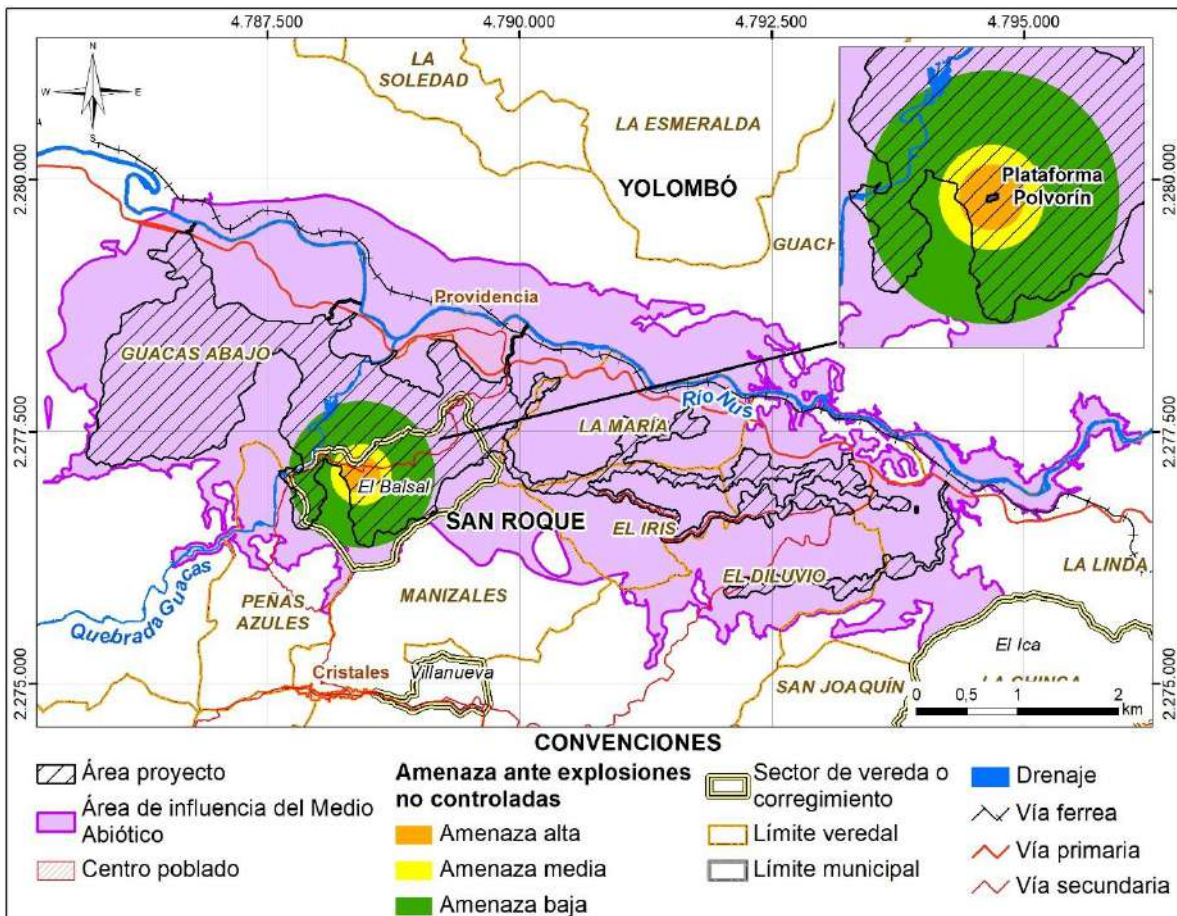 4.787.500
4.790.000
4.792.500
4.795.000
N
W
E
S
LA
SOLEDAD
LA ESMERALDA
YOLOMBÓ
GUACH
2.280.000
2.280.000
Plataforma
Polvorín
Providencia
GUACAS ABAJO
Río Nus
LA MARÍA
2.277.500
2.277.500
El Balsal
SAN ROQUE
EL IRIS
EL DILUVIO
LA LINDA
Quebrada Guacas
PEÑAS
AZULES
MANIZALES
El Ica
Cristales
Villanueva
SAN JOAQUÍN
2.275.000
2.275.000
0 0,5 1 2
km
CONVENCIONES
Área proyecto
Área de influencia del Medio
Abiótico
Centro poblado
Amenaza ante explosiones
no controladas
Amenaza alta
Amenaza media
Amenaza baja
Sector de vereda o
corregimiento
Límite veredal
Límite municipal
Drenaje
Vía ferrea
Vía primaria
Vía secundaria